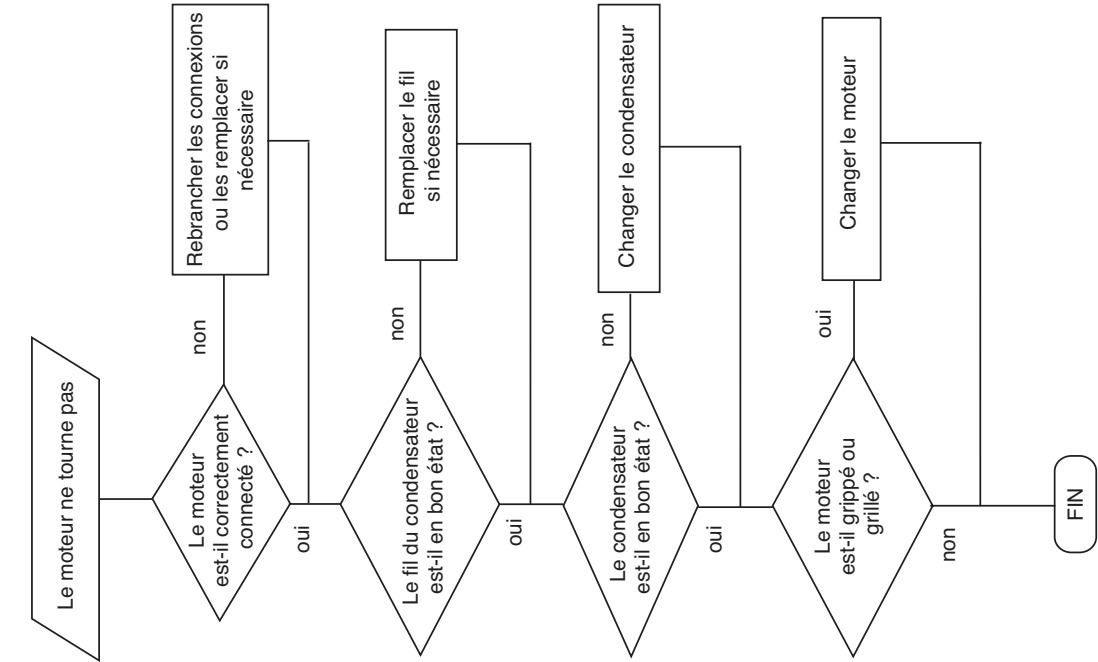 Le moteur ne tourne pas
Le moteur
est-il correctement
connecté ?
non
Rebrancher les connexions
ou les remplacer si
nécessaire
oui
Le fil du condensateur
est-il en bon état ?
non
Remplacer le fil
si nécessaire
oui
Le condensateur
est-il en bon état ?
non
Changer le condensateur
oui
Le moteur
est-il grippé ou
grillé ?
oui
Changer le moteur
non
FIN